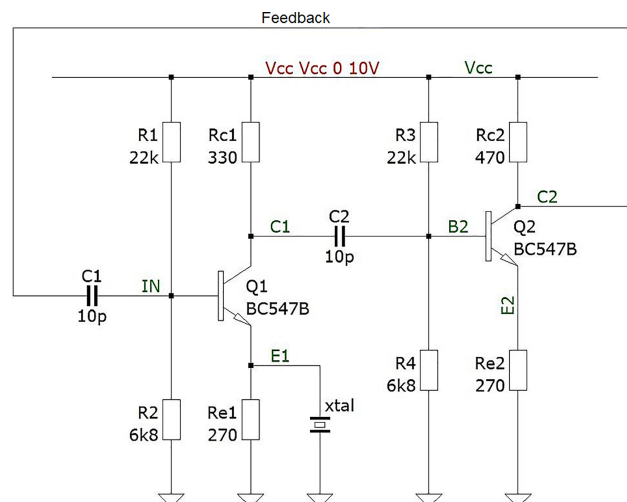 Feedback
Vcc Vcc 0 10V
Vcc
R1
22k
Rc1
330
R3
22k
Rc2
470
C1
C2
10p
B2
C2
Q2
BC547B
C1
10p
IN
Q1
BC547B
E1
E2
R2
6k8
Re1
270
xtal
R4
6k8
Re2
270